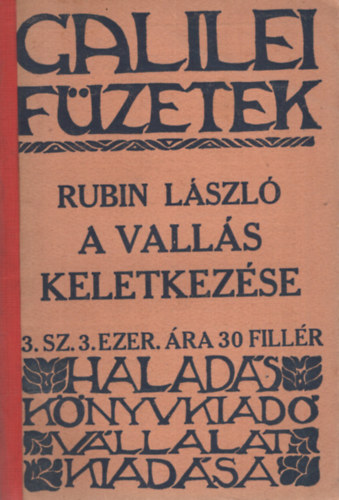 GALILEI
FÜZETEK
RUBIN LÁSZLÓ
A VALLÁS
KELETKEZÉSE
3. SZ. 3. EZER. ÁRA 30 FILLÉR
HALADÁS
KÖNYVKIADÓ
VÁLLALAT
KIADÁSA